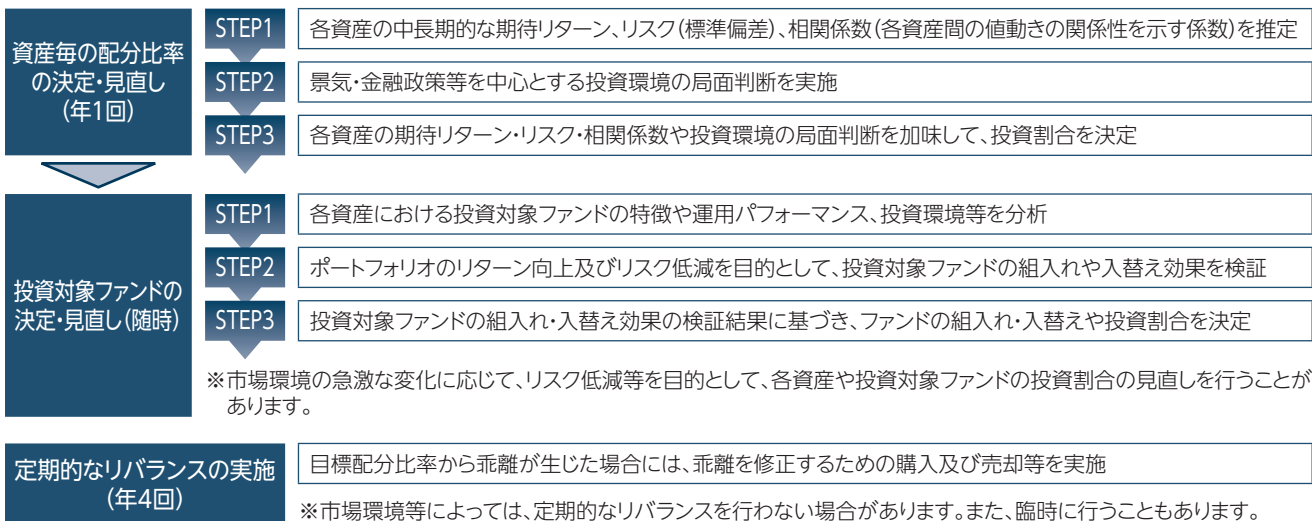 資産毎の配分比率
の決定・見直し
(年1回)
STEP1
各資産の中長期的な期待リターン、リスク(標準偏差)、相関係数(各資産間の値動きの関係性を示す係数)を推定
STEP2
景気・金融政策等を中心とする投資環境の局面判断を実施
STEP3
各資産の期待リターン・リスク・相関係数や投資環境の局面判断を加味して、投資割合を決定
投資対象ファンドの
決定・見直し(随時)
STEP1
各資産における投資対象ファンドの特徴や運用パフォーマンス、投資環境等を分析
STEP2
ポートフォリオのリターン向上及びリスク低減を目的として、投資対象ファンドの組入れや入替え効果を検証
STEP3
投資対象ファンドの組入れ・入替え効果の検証結果に基づき、ファンドの組入れ・入替えや投資割合を決定
※市場環境の急激な変化に応じて、リスク低減等を目的として、各資産や投資対象ファンドの投資割合の見直しを行うことが
あります。
定期的なリバランスの実施
(年4回)
目標配分比率から乖離が生じた場合には、乖離を修正するための購入及び売却等を実施
※市場環境等によっては、定期的なリバランスを行わない場合があります。また、臨時に行うこともあります。